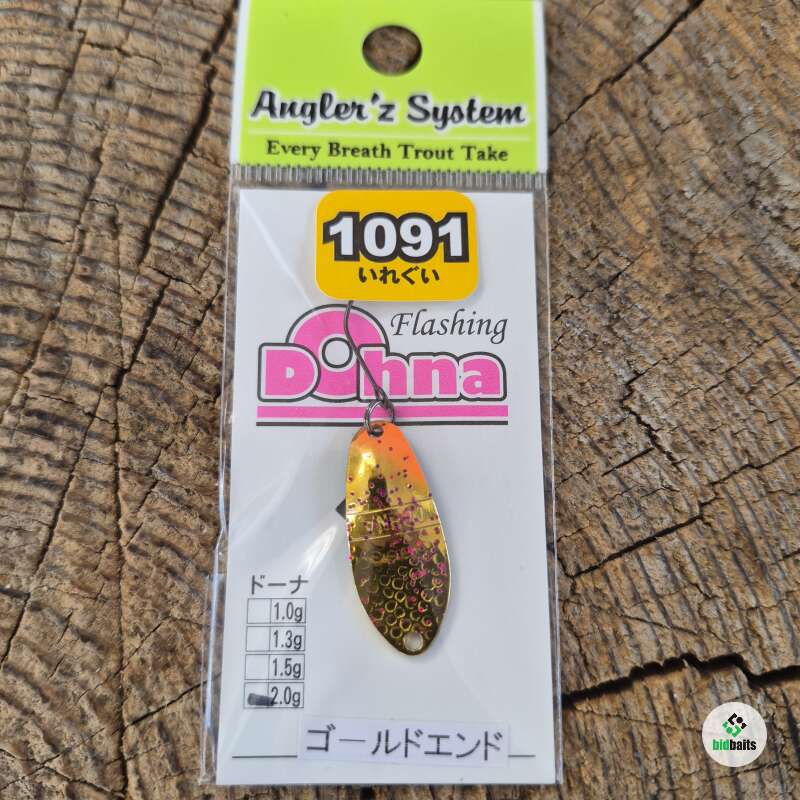 Angler'z System
Every Breath Trout Take
1091
いれぐい
Flashing
Dohna
ドーナ
1.0g
1.3g
1.5g
2.0g
ゴールドエンド
bidbaits